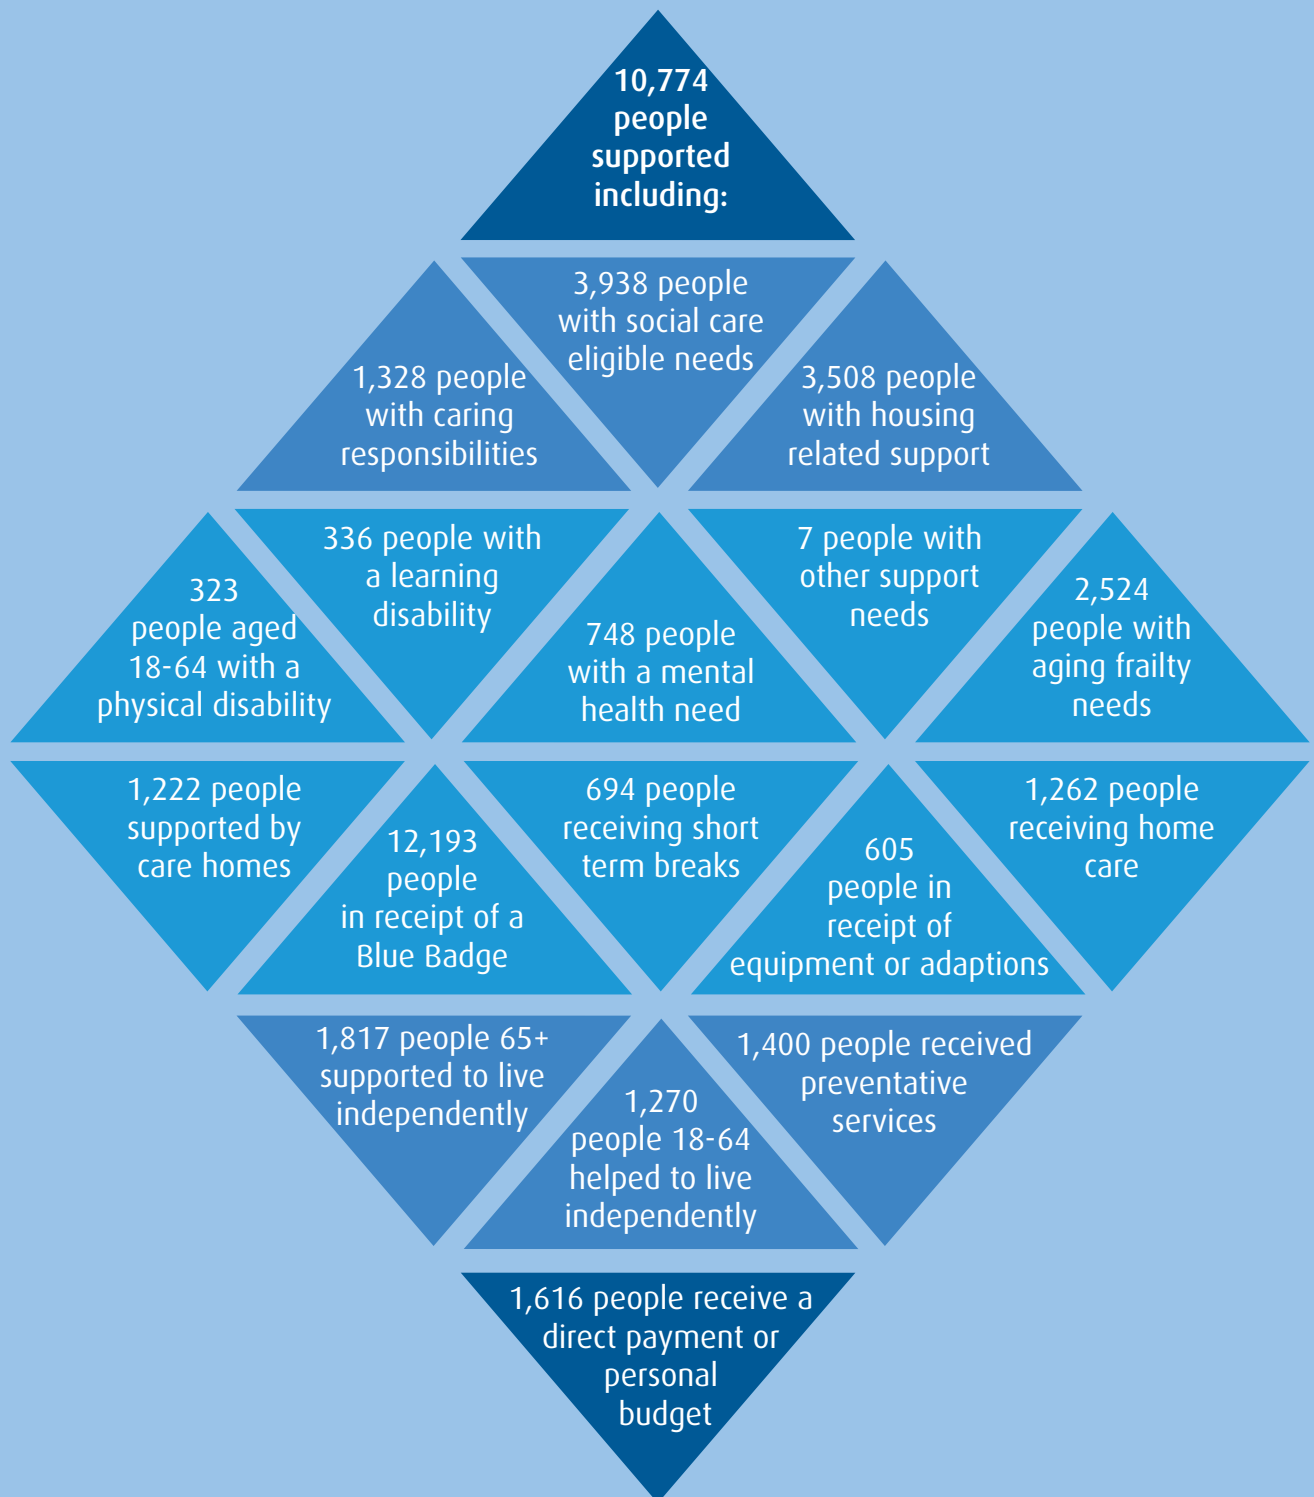 10,774
people
supported
including:
3,938 people
with social care
eligible needs
1,328 people
with caring
responsibilities
3,508 people
with housing
related support
323
people aged
18-64 with a
physical disability
336 people with
a learning
disability
748 people
with a mental
health need
7 people with
other support
needs
2,524
people with
aging frailty
needs
1,222 people
supported by
care homes
12,193
people
in receipt of a
Blue Badge
694 people
receiving short
term breaks
605
people in
receipt of
equipment or adaptions
1,262 people
receiving home
care
1,817 people 65+
supported to live
independently
1,270
people 18-64
helped to live
independently
1,400 people received
preventative
services
1,616 people receive a
direct payment or
personal
budget